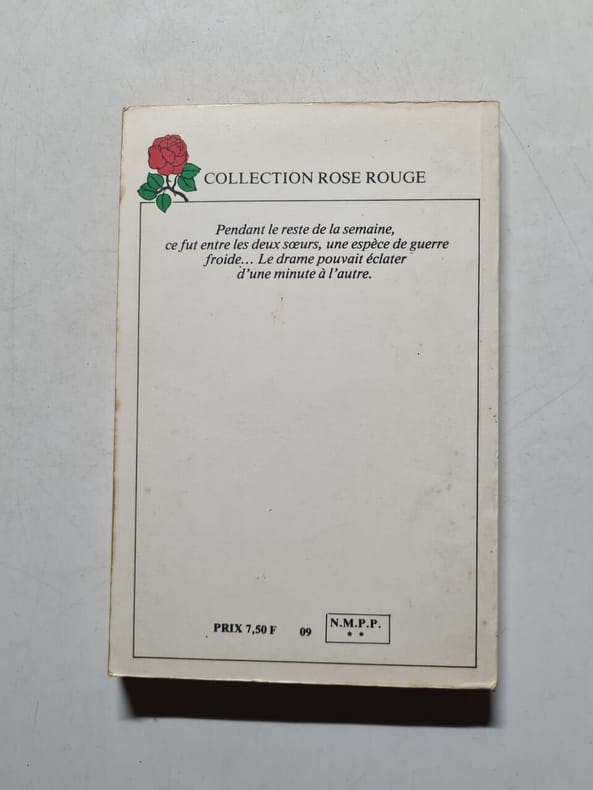 COLLECTION ROSE ROUGE
Pendant le reste de la semaine,
ce fut entre les deux sœurs, une espèce de guerre
froide... Le drame pouvait éclater
d'une minute à l'autre.
PRIX 7,50 F 09 N.M.P.P.
* *